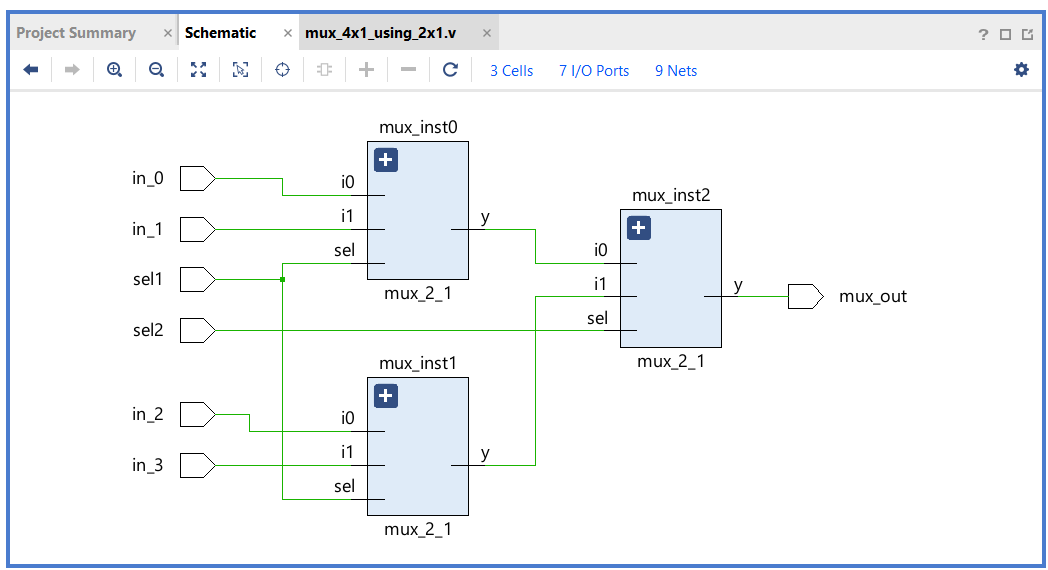 Project Summary × Schematic × mux_4x1_using_2x1.v × ?
3 Cells 7 I/O Ports 9 Nets
mux_inst0
in_0
i0
in_1
i1
sel1
sel
y
mux_2_1
sel2
mux_inst2
i0
i1
sel
y
mux_out
mux_2_1
mux_inst1
in_2
i0
in_3
i1
sel
y
mux_2_1